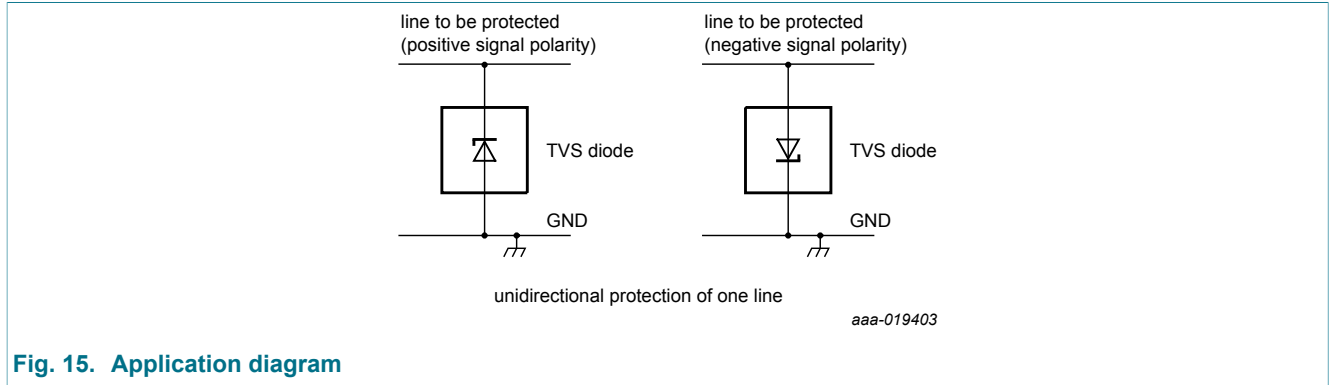 line to be protected
(positive signal polarity)
TVS diode
GND
line to be protected
(negative signal polarity)
TVS diode
GND
unidirectional protection of one line
aaa-019403
Fig. 15. Application diagram